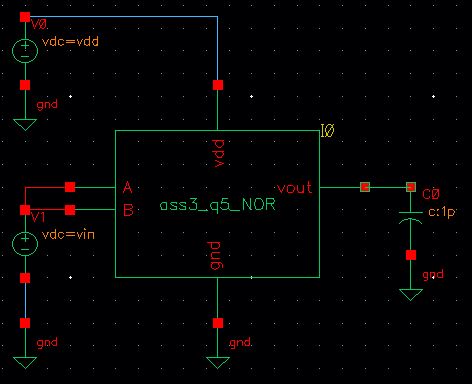 V0
vdc=vdd
gnd
I0
vdd
A
vout
C0
B
ass3_q5_NOR
c:1p
V1
vdc=vin
gnd
gnd
gnd
gnd